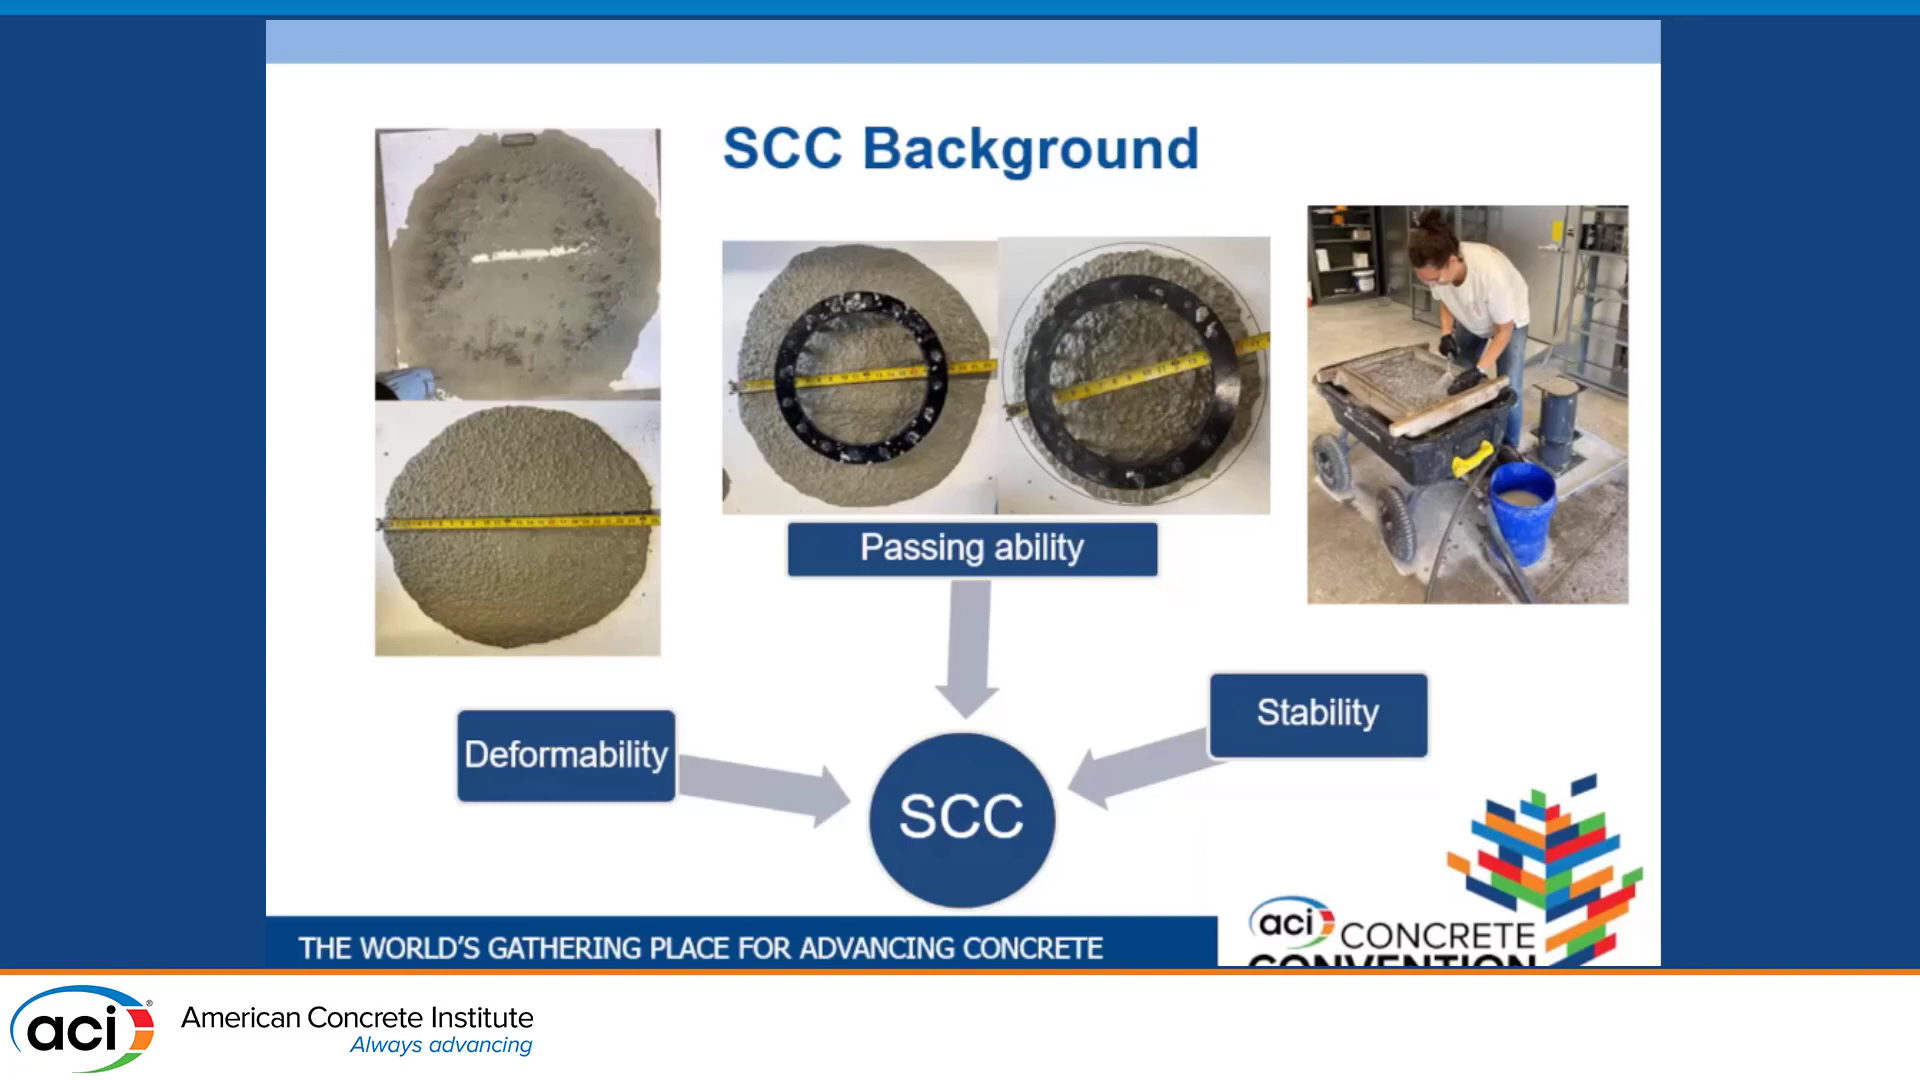 SCC Background
Passing ability
Deformability
Stability
SCC
THE WORLD'S GATHERING PLACE FOR ADVANCING CONCRETE
aci CONCRETE
CONVENTION
aci® American Concrete Institute
Always advancing